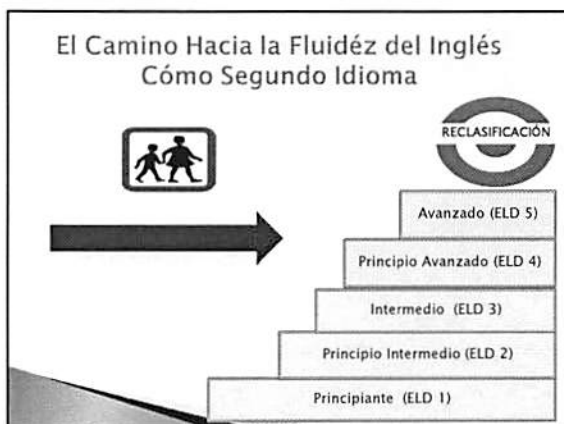 El Camino Hacia la Fluidéz del Inglés
Cómo Segundo Idioma
RECLASIFICACIÓN
Avanzado (ELD 5)
Principio Avanzado (ELD 4)
Intermedio (ELD 3)
Principio Intermedio (ELD 2)
Principiante (ELD 1)